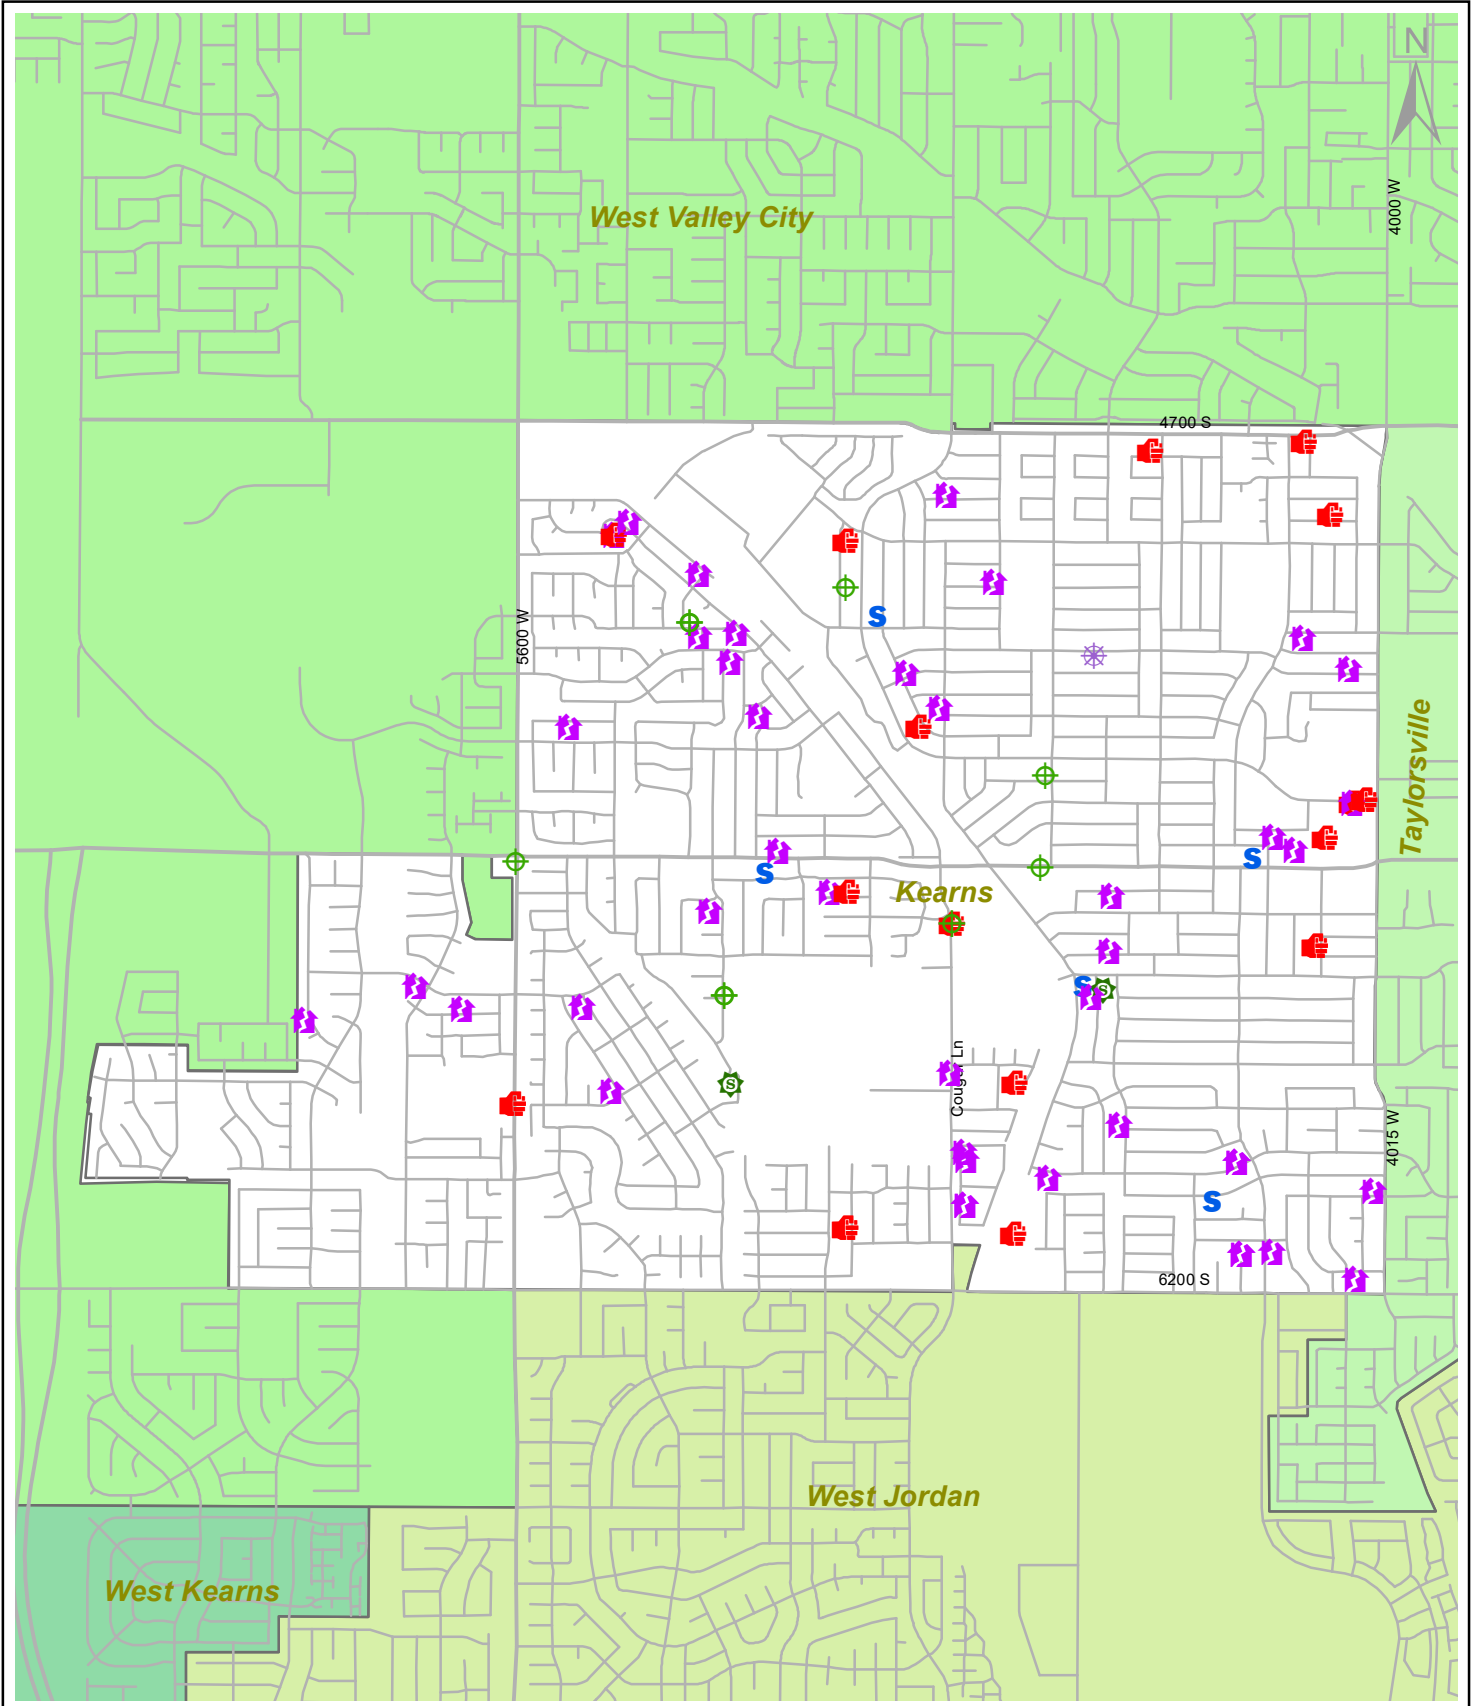 N
4000 W
West Valley City
4700 S
5600 W
S
Taylorsville
S
S
Kearns
S
S
S
Cougar Ln
4015 W
S
6200 S
West Jordan
West Kearns